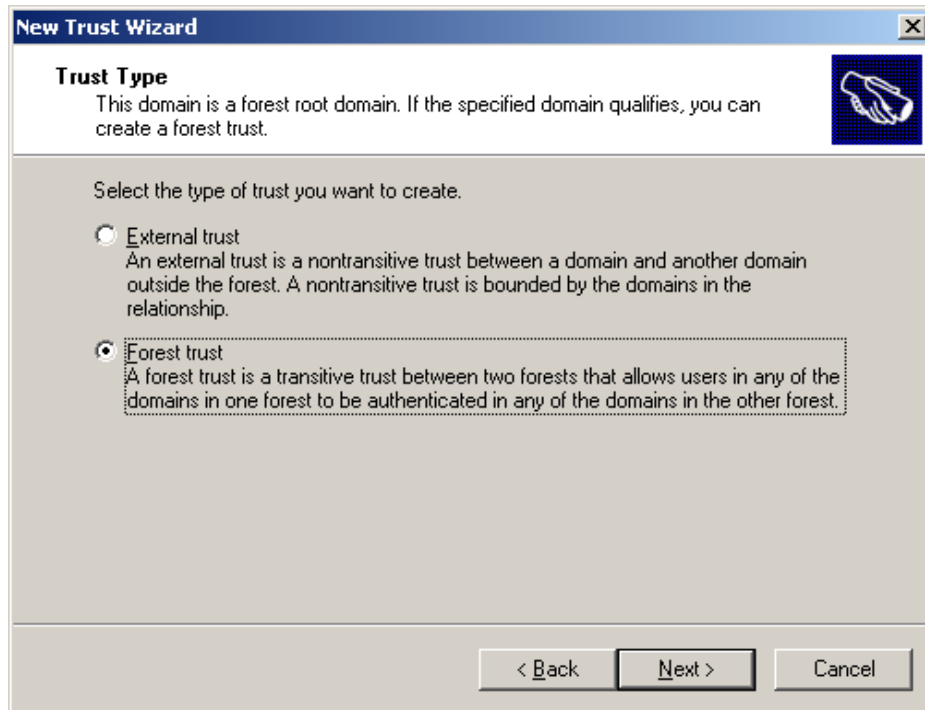 New Trust Wizard
Trust Type
This domain is a forest root domain. If the specified domain qualifies, you can
create a forest trust.
Select the type of trust you want to create.
External trust
An external trust is a nontransitive trust between a domain and another domain
outside the forest. A nontransitive trust is bounded by the domains in the
relationship.
Forest trust
A forest trust is a transitive trust between two forests that allows users in any of the
domains in one forest to be authenticated in any of the domains in the other forest.
< Back Next > Cancel